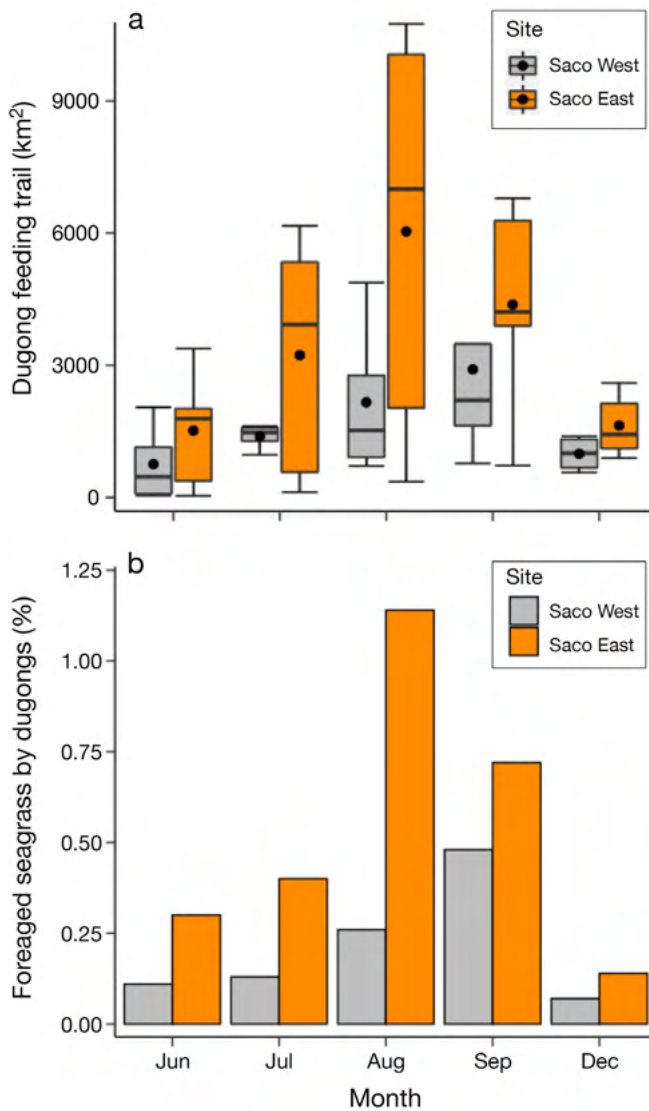 a
Site
Saco West
Saco East
Dugong feeding trail (km²)
9000
6000
3000
0
b
Site
Saco West
Saco East
Foreaged seagrass by dugongs (%)
1.25
1.00
0.75
0.50
0.25
0.00
Jun Jul Aug Sep Dec
Month